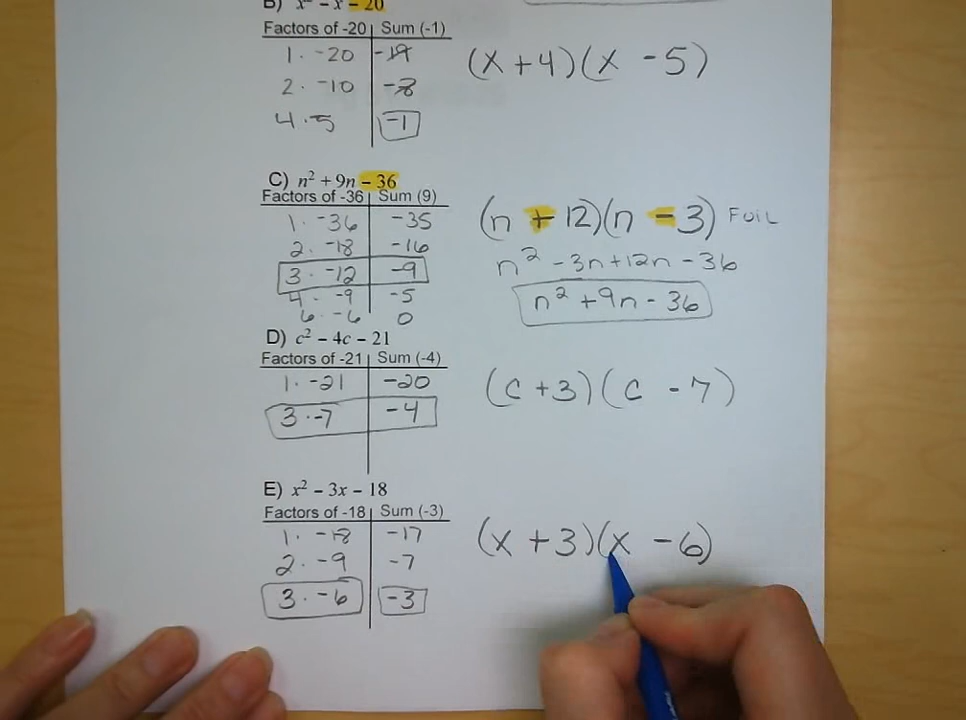 B) x² – x – 20
Factors of -20 Sum (-1)
1 · -20 -19
2 · -10 -8
4 · 5 -1
(x + 4)(x - 5)
C) n² + 9n – 36
Factors of -36 Sum (9)
1 · -36 -35
2 · -18 -16
3 · -12 -9
4 · -9 -5
6 · -6 0
(n + 12)(n - 3) FOIL
n² - 3n + 12n - 36
n² + 9n - 36
D) c² – 4c – 21
Factors of -21 Sum (-4)
1 · -21 -20
3 · -7 -4
(c + 3)(c - 7)
E) x² – 3x – 18
Factors of -18 Sum (-3)
1 · -18 -17
2 · -9 -7
3 · -6 -3
(x + 3)(x - 6)